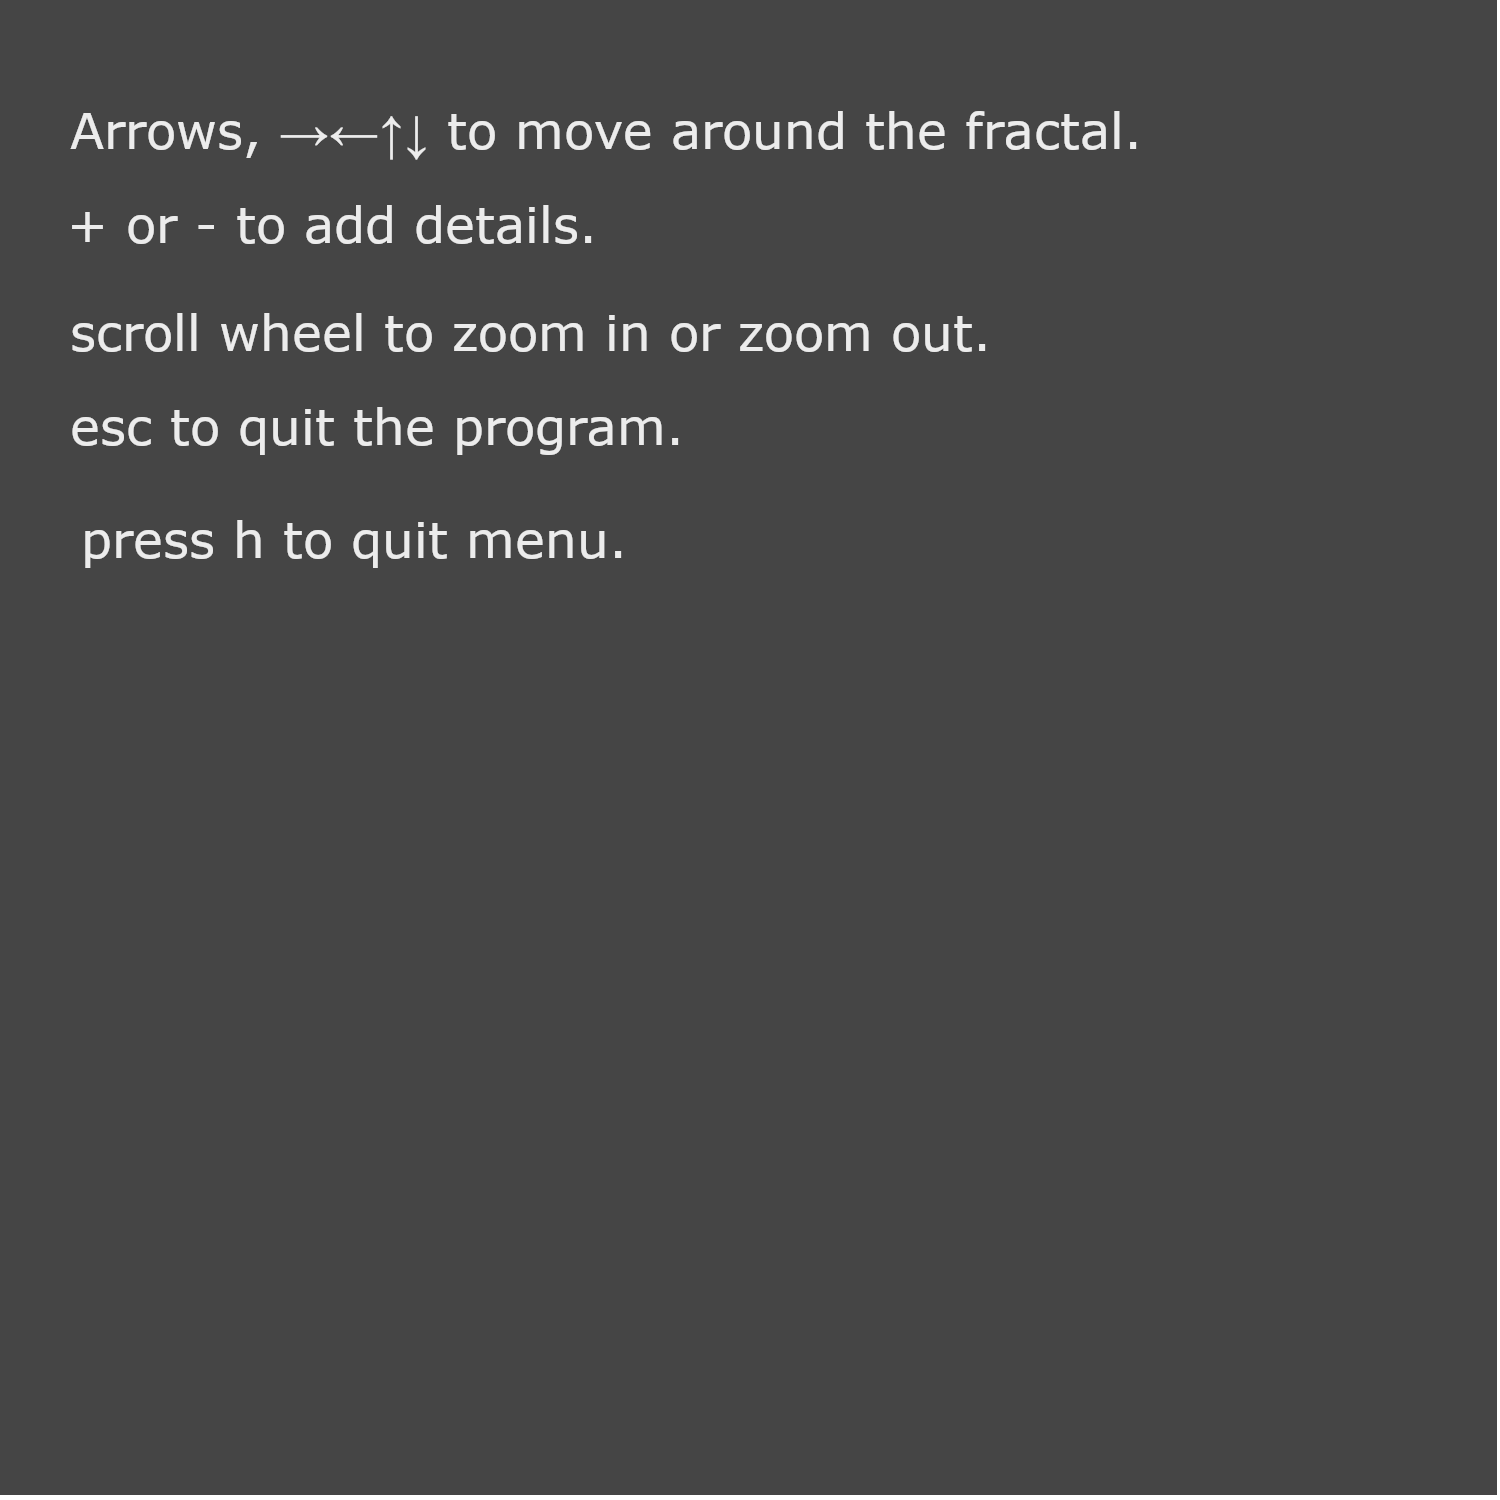 Arrows, →←↑↓ to move around the fractal.
+ or - to add details.
scroll wheel to zoom in or zoom out.
esc to quit the program.
press h to quit menu.